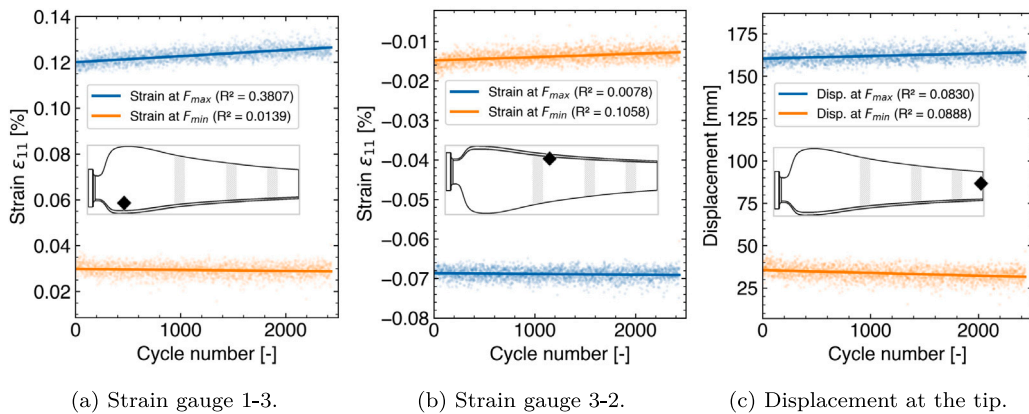 0.14
0.12
0.10
0.08
0.06
0.04
0.02
Strain ε₁₁ [%]
Strain at Fmax (R² = 0.3807)
Strain at Fmin (R² = 0.0139)
0 1000 2000
Cycle number [-]
(a) Strain gauge 1-3.
−0.01
−0.02
−0.03
−0.04
−0.05
−0.06
−0.07
−0.08
Strain ε₁₁ [%]
Strain at Fmax (R² = 0.0078)
Strain at Fmin (R² = 0.1058)
0 1000 2000
Cycle number [-]
(b) Strain gauge 3-2.
175
150
125
100
75
50
25
Displacement [mm]
Disp. at Fmax (R² = 0.0830)
Disp. at Fmin (R² = 0.0888)
0 1000 2000
Cycle number [-]
(c) Displacement at the tip.